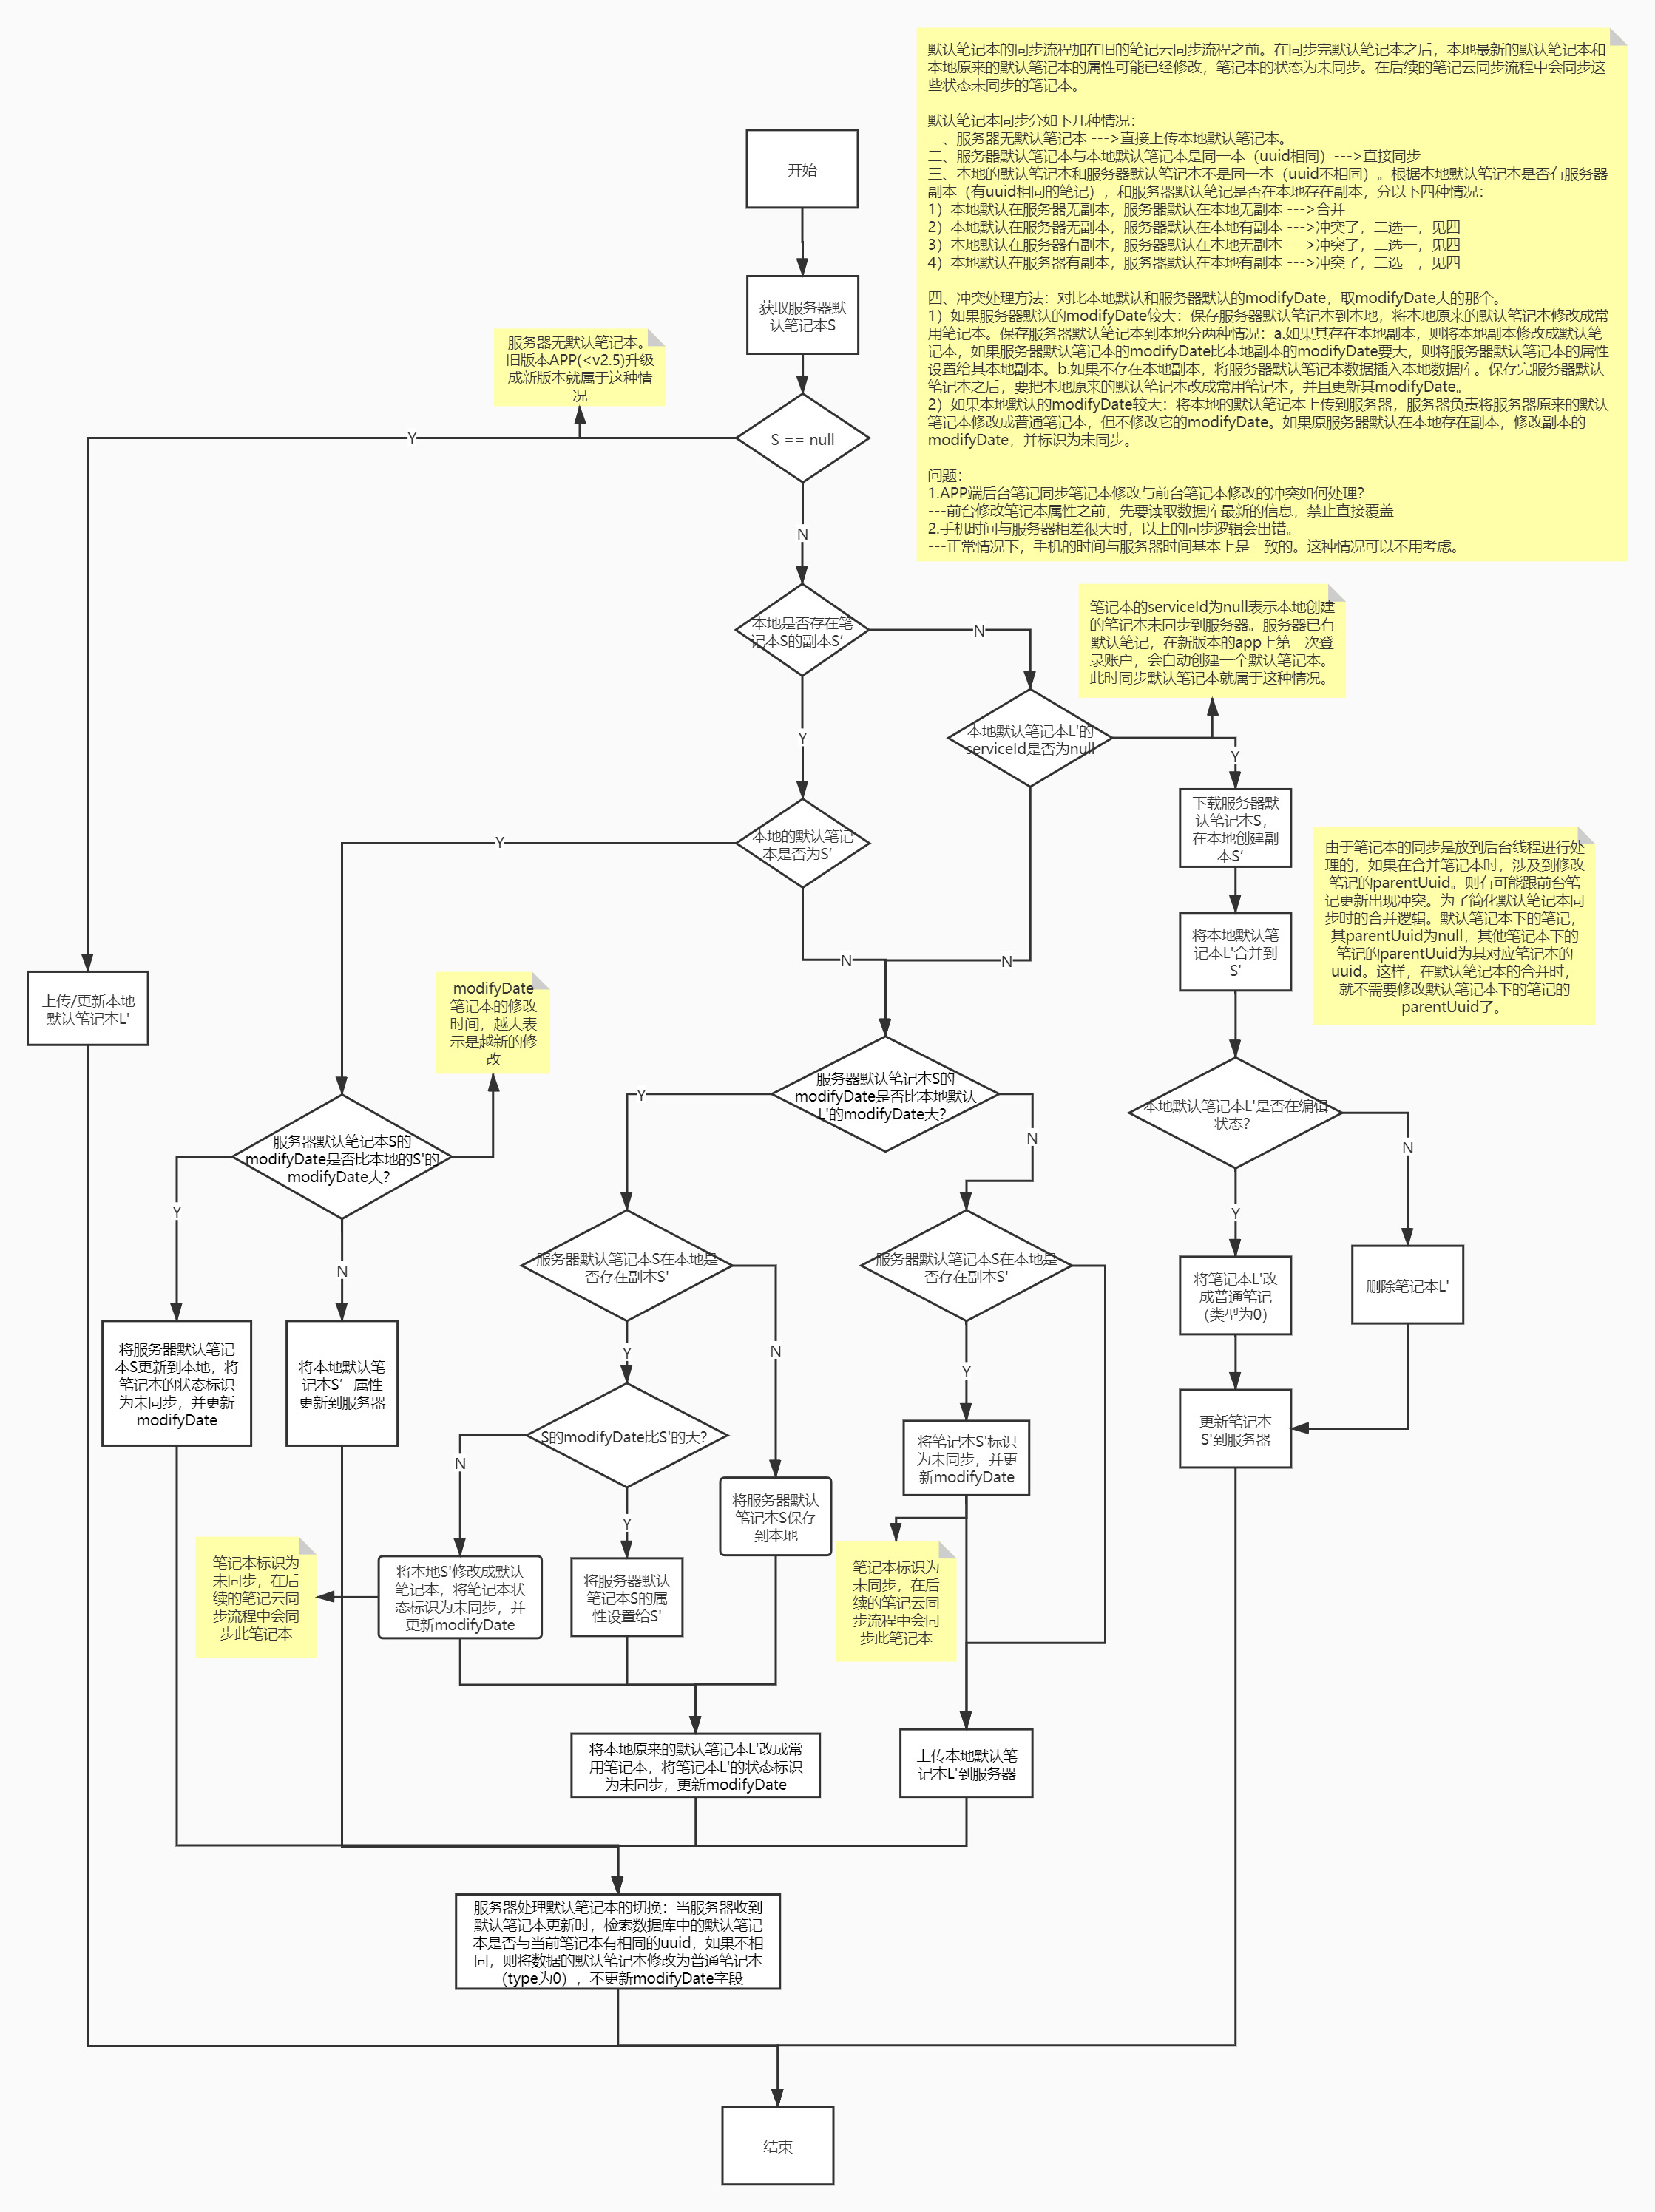 默认笔记本的同步流程加在旧的笔记云同步流程之前。在同步完默认笔记本之后，本地最新的默认笔记本和
本地原来的默认笔记本的属性可能已经修改，笔记本的状态为未同步。在后续的笔记云同步流程中会同步这
些状态未同步的笔记本。
默认笔记本同步分如下几种情况：
一、服务器无默认笔记本 --->直接上传本地默认笔记本。
二、服务器默认笔记本与本地默认笔记本是同一本（uuid相同）--->直接同步
三、本地的默认笔记本和服务器默认笔记本不是同一本（uuid不相同）。根据本地默认笔记本是否有服务器
副本（有uuid相同的笔记），和服务器默认笔记是否在本地存在副本，分以下四种情况：
1）本地默认在服务器无副本，服务器默认在本地无副本 --->合并
2）本地默认在服务器无副本，服务器默认在本地有副本 --->冲突了，二选一，见四
3）本地默认在服务器有副本，服务器默认在本地无副本 --->冲突了，二选一，见四
4）本地默认在服务器有副本，服务器默认在本地有副本 --->冲突了，二选一，见四
四、冲突处理方法：对比本地默认和服务器默认的modifyDate，取modifyDate大的那个。
1）如果服务器默认的modifyDate较大：保存服务器默认笔记本到本地，将本地原来的默认笔记本修改成常
用笔记本。保存服务器默认笔记本到本地分两种情况：a.如果其存在本地副本，则将本地副本修改成默认笔
记本，如果服务器默认笔记本的modifyDate比本地副本的modifyDate要大，则将服务器默认笔记本的属性
设置给其本地副本。b.如果不存在本地副本，将服务器默认笔记本数据插入本地数据库。保存完服务器默认
笔记本之后，要把本地原来的默认笔记本改成常用笔记本，并且更新其modifyDate。
2）如果本地默认的modifyDate较大：将本地的默认笔记本上传到服务器，服务器负责将服务器原来的默认
笔记本修改成普通笔记本，但不修改它的modifyDate。如果原服务器默认在本地存在副本，修改副本的
modifyDate，并标识为未同步。
问题：
1.APP端后台笔记同步笔记本修改与前台笔记本修改的冲突如何处理？
---前台修改笔记本属性之前，先要读取数据库最新的信息，禁止直接覆盖
2.手机时间与服务器相差很大时，以上的同步逻辑会出错。
---正常情况下，手机的时间与服务器时间基本上是一致的。这种情况可以不用考虑。
开始
获取服务器默
认笔记本S
服务器无默认笔记本。
旧版本APP(<v2.5)升级
成新版本就属于这种情
况
S == null
Y
N
本地是否存在笔
记本S的副本S’
N
笔记本的serviceId为null表示本地创建
的笔记本未同步到服务器。服务器已有
默认笔记，在新版本的app上第一次登
录账户，会自动创建一个默认笔记本。
此时同步默认笔记本就属于这种情况。
Y
本地默认笔记本L'的
serviceId是否为null
Y
下载服务器默
认笔记本S，
在本地创建副
本S’
本地的默认笔记
本是否为S’
Y
N
N
由于笔记本的同步是放到后台线程进行处
理的，如果在合并笔记本时，涉及到修改
笔记的parentUuid。则有可能跟前台笔
记更新出现冲突。为了简化默认笔记本同
步时的合并逻辑。默认笔记本下的笔记，
其parentUuid为null，其他笔记本下的
笔记的parentUuid为其对应笔记本的
uuid。这样，在默认笔记本的合并时，
就不需要修改默认笔记本下的笔记的
parentUuid了。
将本地默认笔
记本L'合并到
S'
上传/更新本地
默认笔记本L'
modifyDate
笔记本的修改
时间，越大表
示是越新的修
改
服务器默认笔记本S的
modifyDate是否比本地默认
L'的modifyDate大？
Y
N
本地默认笔记本L'是否在编辑
状态？
N
Y
服务器默认笔记本S的
modifyDate是否比本地的S'的
modifyDate大？
Y
N
服务器默认笔记本S在本地是
否存在副本S'
Y
N
服务器默认笔记本S在本地是
否存在副本S'
Y
将笔记本L'改
成普通笔记
（类型为0）
删除笔记本L'
将服务器默认笔记
本S更新到本地，将
笔记本的状态标识
为未同步，并更新
modifyDate
将本地默认笔
记本S’属性
更新到服务器
S的modifyDate比S'的大？
N
Y
更新笔记本
S'到服务器
将笔记本S'标识
为未同步，并更
新modifyDate
将服务器默认
笔记本S保存
到本地
笔记本标识为
未同步，在后
续的笔记云同
步流程中会同
步此笔记本
将本地S'修改成默认
笔记本，将笔记本状
态标识为未同步，并
更新modifyDate
将服务器默认
笔记本S的属
性设置给S'
笔记本标识为
未同步，在后
续的笔记云同
步流程中会同
步此笔记本
将本地原来的默认笔记本L'改成常
用笔记本，将笔记本L'的状态标识
为未同步，更新modifyDate
上传本地默认笔
记本L'到服务器
服务器处理默认笔记本的切换：当服务器收到
默认笔记本更新时，检索数据库中的默认笔记
本是否与当前笔记本有相同的uuid，如果不相
同，则将数据的默认笔记本修改为普通笔记本
（type为0），不更新modifyDate字段
结束